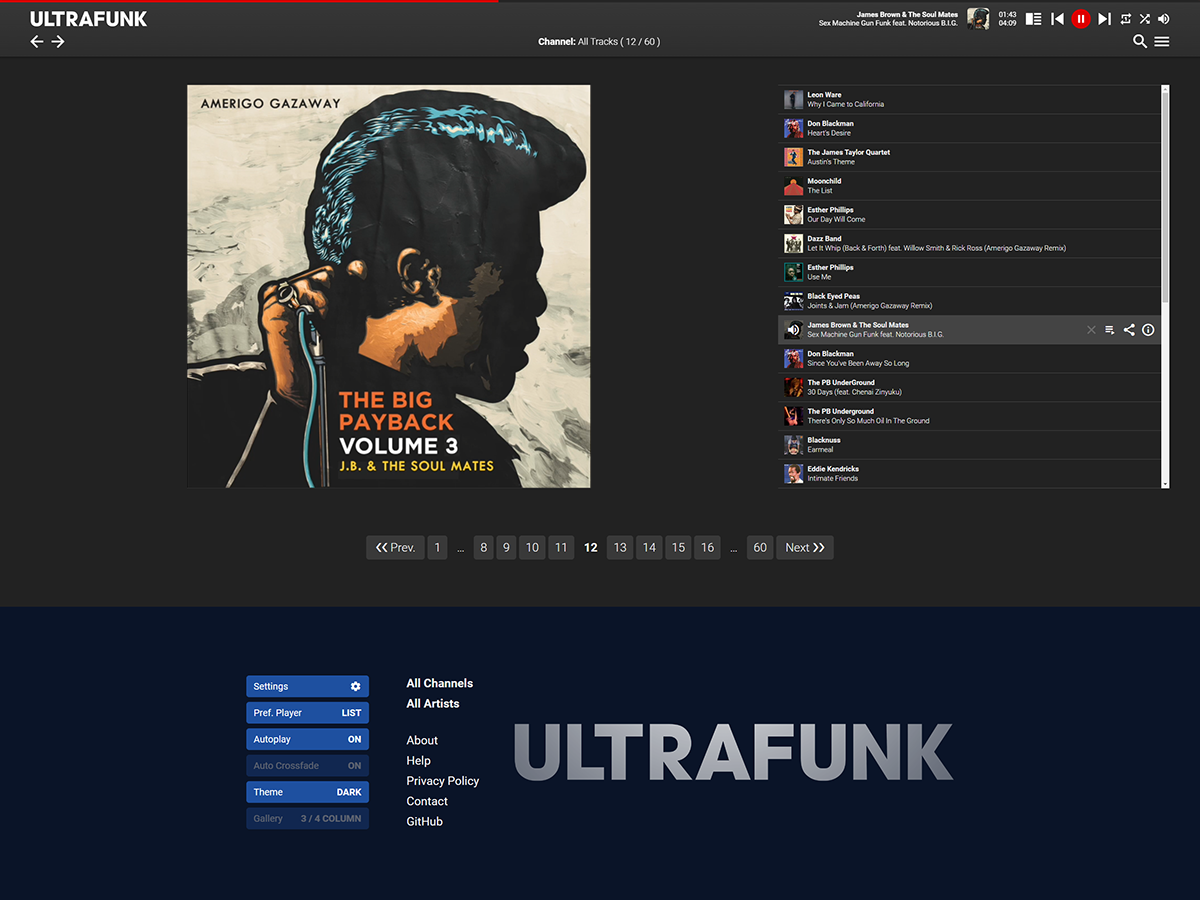 ULTRAFUNK
James Brown & The Soul Mates
Sex Machine Gun Funk feat. Notorious B.I.G.
01:43
04:09
Channel: All Tracks ( 12 / 60 )
AMERIGO GAZAWAY
THE BIG
PAYBACK
VOLUME 3
J.B. & THE SOUL MATES
Leon Ware
Why I Came to California
Don Blackman
Heart's Desire
The James Taylor Quartet
Austin's Theme
Moonchild
The List
Esther Phillips
Our Day Will Come
Dazz Band
Let It Whip (Back & Forth) feat. Willow Smith & Rick Ross (Amerigo Gazaway Remix)
Esther Phillips
Use Me
Black Eyed Peas
Joints & Jam (Amerigo Gazaway Remix)
James Brown & The Soul Mates
Sex Machine Gun Funk feat. Notorious B.I.G.
Don Blackman
Since You've Been Away So Long
The PB UnderGround
30 Days (feat. Chenai Zinyuku)
The PB Underground
There's Only So Much Oil In The Ground
Blacknuss
Earmeal
Eddie Kendricks
Intimate Friends
Prev. 1 ... 8 9 10 11 12 13 14 15 16 ... 60 Next
Settings
Pref. Player LIST
Autoplay ON
Auto Crossfade ON
Theme DARK
Gallery 3 / 4 COLUMN
All Channels
All Artists
About
Help
Privacy Policy
Contact
GitHub
ULTRAFUNK